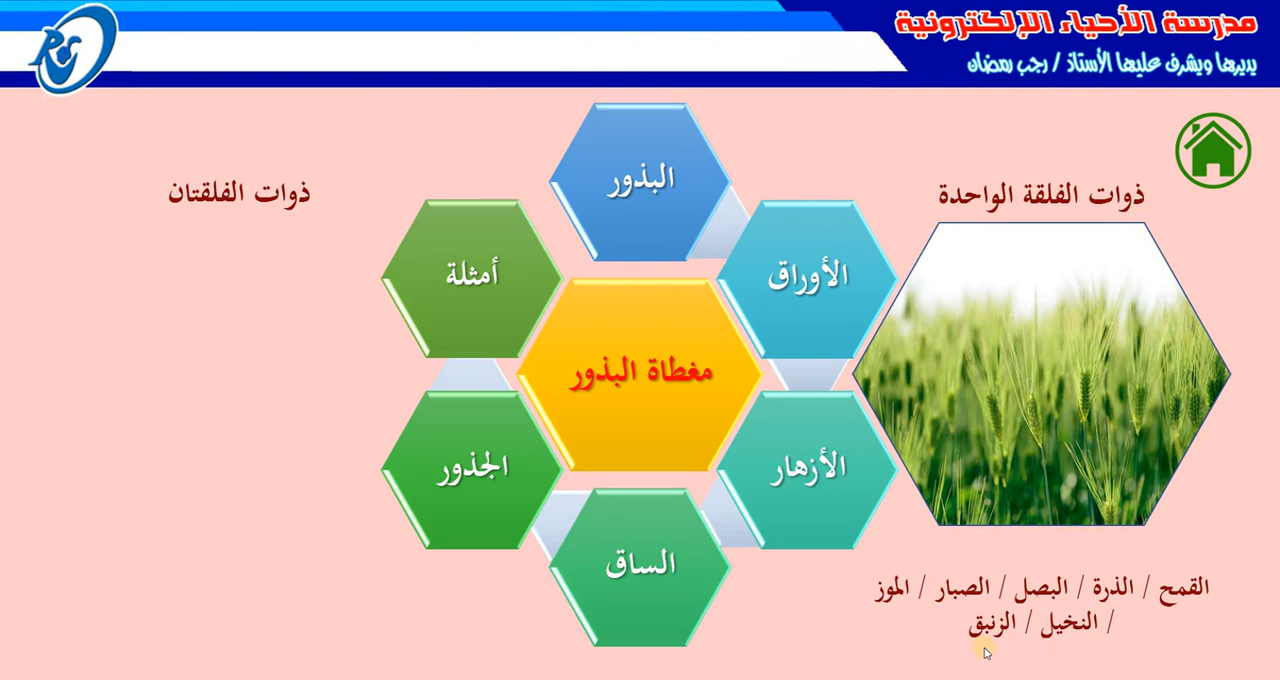 مدرسة الأحياء الإلكترونية
يديرها ويشرف عليها الأستاذ / رجب رمضان
ذوات الفلقة الواحدة
ذوات الفلقتان
البذور
الأوراق
أمثلة
مغطاة البذور
الأزهار
الجذور
الساق
القمح / الذرة / البصل / الصبار / الموز
/ النخيل / الزنبق